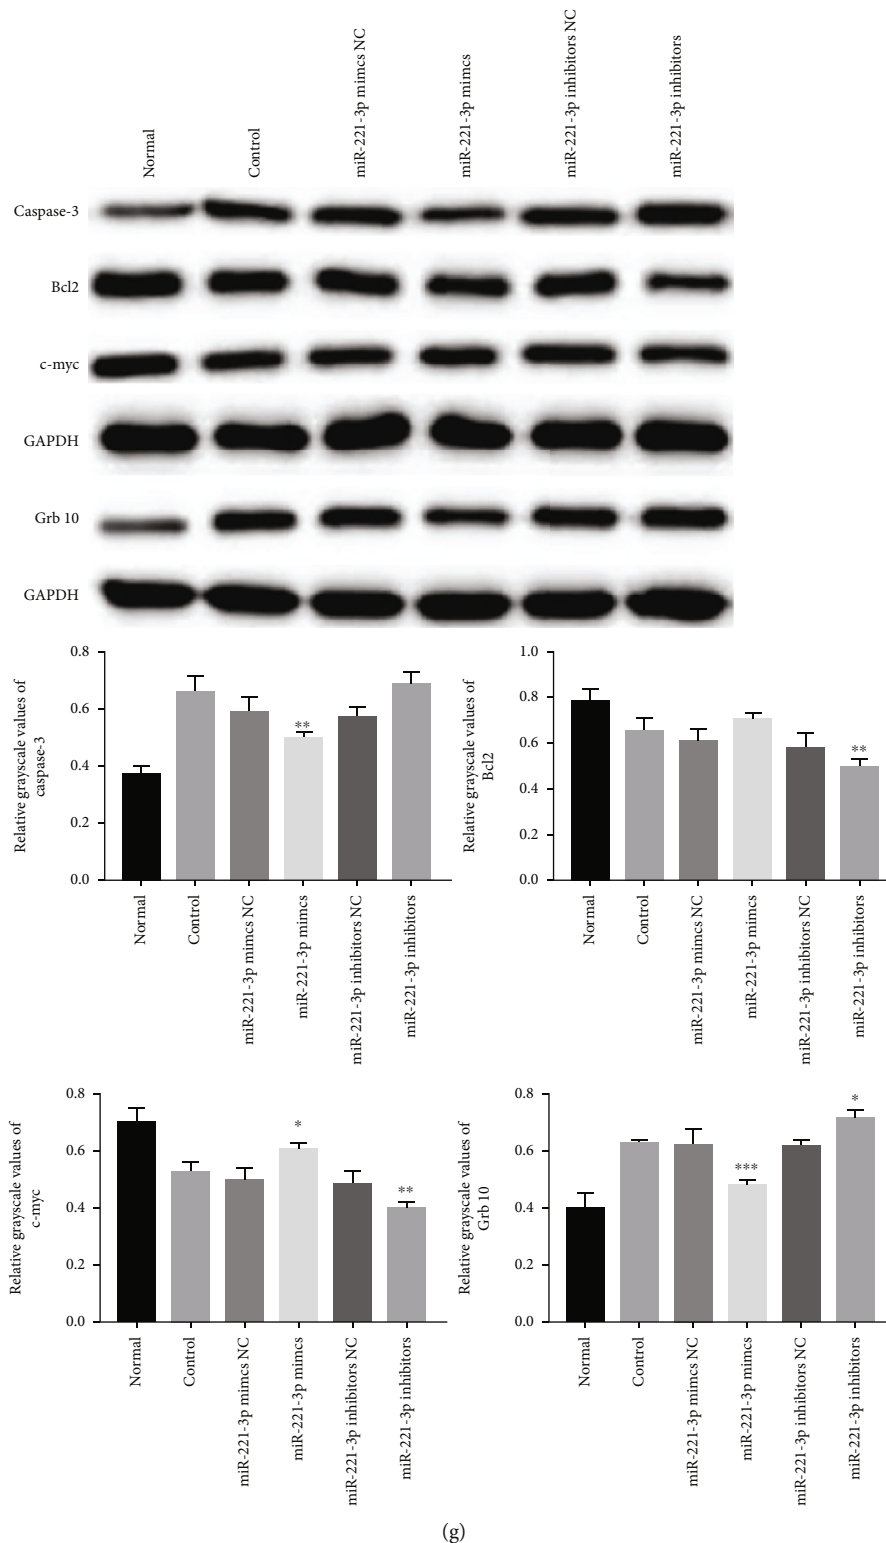 Normal
Control
miR-221-3p mimcs NC
miR-221-3p mimcs
miR-221-3p inhibitors NC
miR-221-3p inhibitors
Caspase-3
Bcl2
c-myc
GAPDH
Grb 10
GAPDH
Relative grayscale values of
caspase-3
0.8
0.6
0.4
0.2
0.0
**
Normal
Control
miR-221-3p mimcs NC
miR-221-3p mimcs
miR-221-3p inhibitors NC
miR-221-3p inhibitors
Relative grayscale values of
Bcl2
1.0
0.8
0.6
0.4
0.2
0.0
**
Normal
Control
miR-221-3p mimcs NC
miR-221-3p mimcs
miR-221-3p inhibitors NC
miR-221-3p inhibitors
Relative grayscale values of
c-myc
0.8
0.6
0.4
0.2
0.0
*
**
Normal
Control
miR-221-3p mimcs NC
miR-221-3p mimcs
miR-221-3p inhibitors NC
miR-221-3p inhibitors
Relative grayscale values of
Grb 10
0.8
0.6
0.4
0.2
0.0
***
*
Normal
Control
miR-221-3p mimcs NC
miR-221-3p mimcs
miR-221-3p inhibitors NC
miR-221-3p inhibitors
(g)